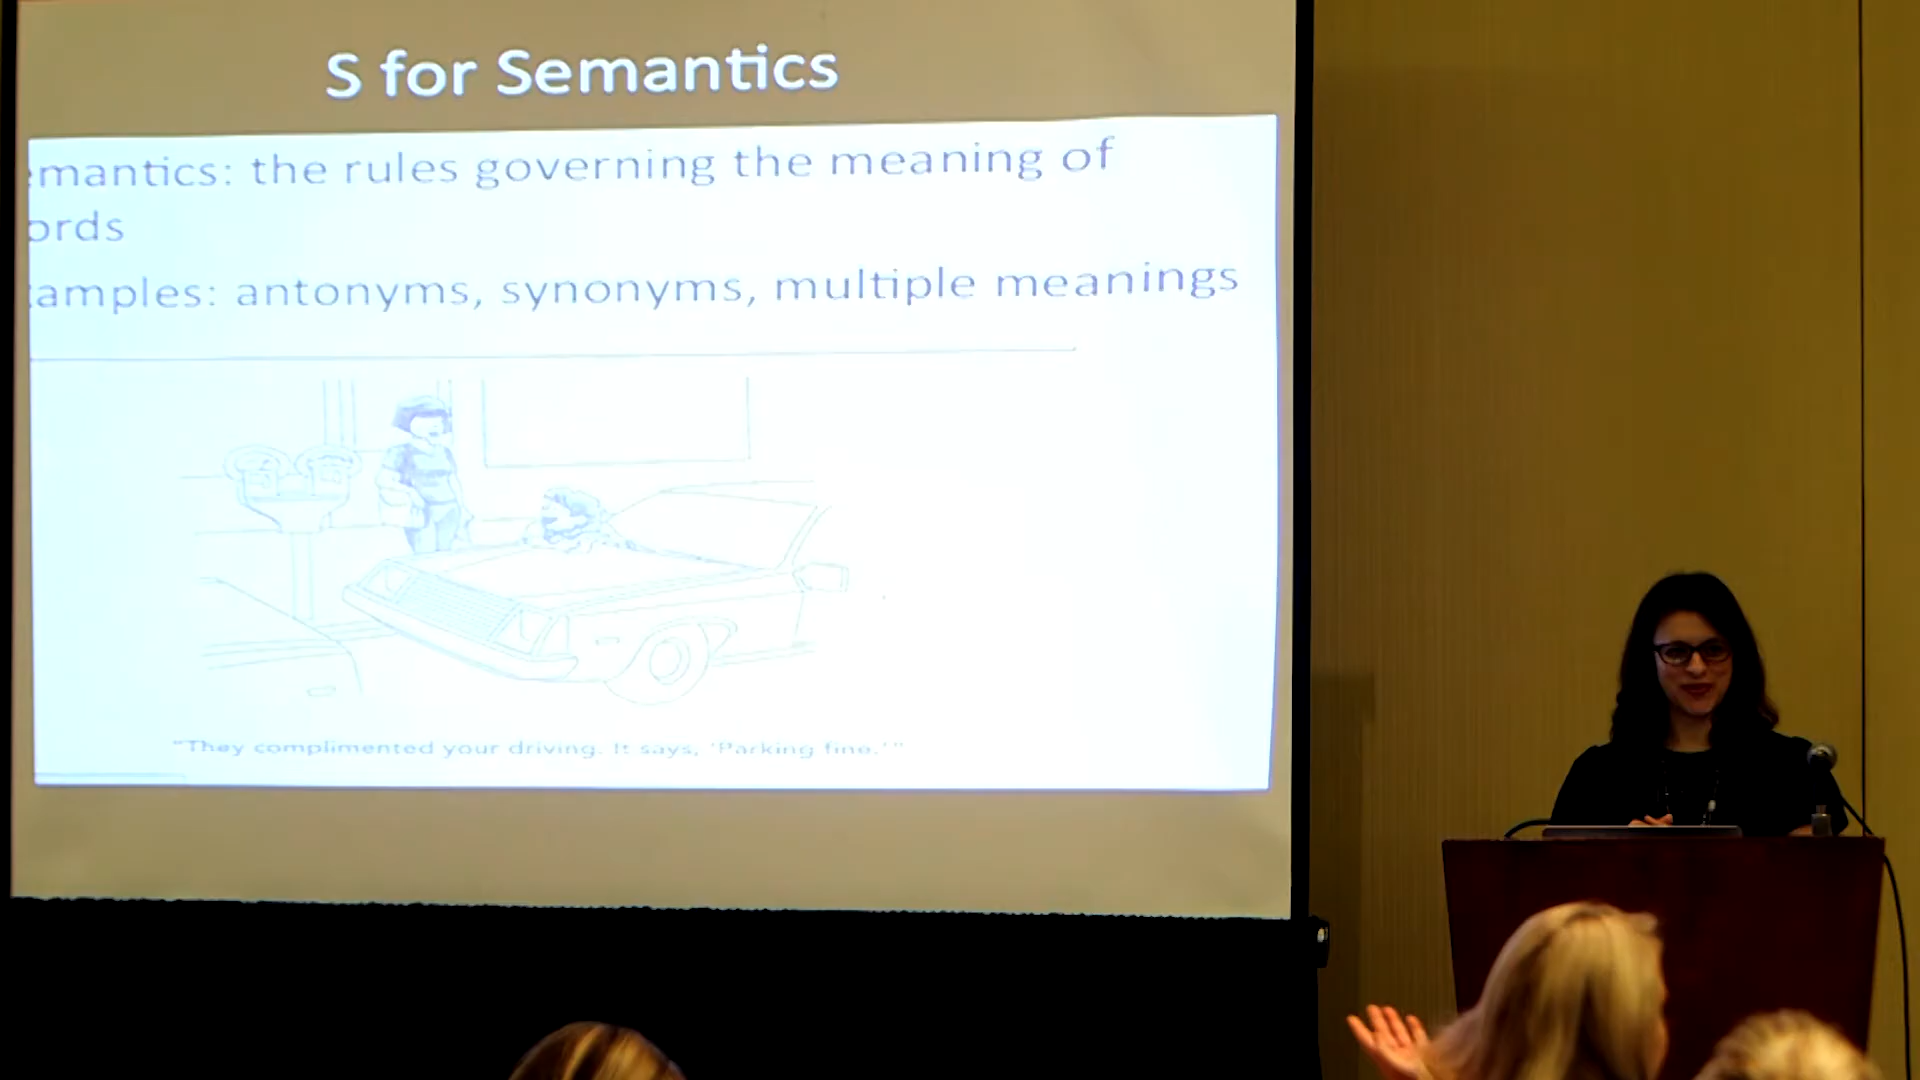 S for Semantics
emantics: the rules governing the meaning of
ords
amples: antonyms, synonyms, multiple meanings
"They complimented your driving. It says, 'Parking fine.'"